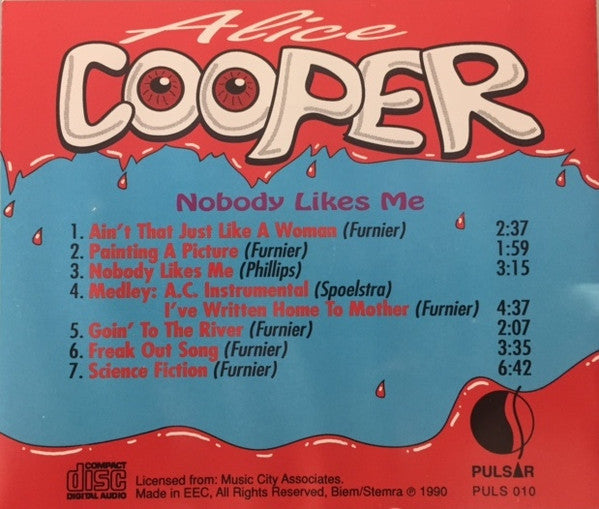 Alice
COOPER
Nobody Likes Me
1. Ain't That Just Like A Woman (Furnier) 2:37
2. Painting A Picture (Furnier) 1:59
3. Nobody Likes Me (Phillips) 3:15
4. Medley: A.C. Instrumental (Spoelstra)
I've Written Home To Mother (Furnier) 4:37
5. Goin' To The River (Furnier) 2:07
6. Freak Out Song (Furnier) 3:35
7. Science Fiction (Furnier) 6:42
COMPACT
disc
DIGITAL AUDIO
Licensed from: Music City Associates.
Made in EEC, All Rights Reserved, Biem/Stemra ℗ 1990
PULSAR
PULS 010